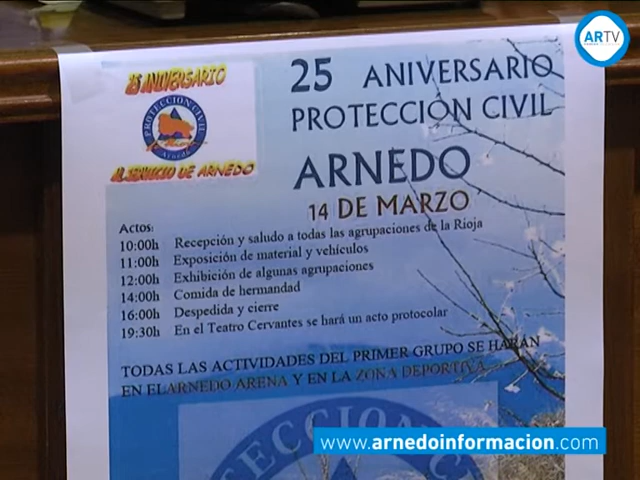 ARTV
25 ANIVERSARIO
PROTECCION CIVIL
Arnedo
AL SERVICIO DE ARNEDO
25 ANIVERSARIO
PROTECCIÓN CIVIL
ARNEDO
14 DE MARZO
Actos:
10:00h Recepción y saludo a todas las agrupaciones de la Rioja
11:00h Exposición de material y vehículos
12:00h Exhibición de algunas agrupaciones
14:00h Comida de hermandad
16:00h Despedida y cierre
19:30h En el Teatro Cervantes se hará un acto protocolar
TODAS LAS ACTIVIDADES DEL PRIMER GRUPO SE HARÁN
EN ELARNEDO ARENA Y EN LA ZONA DEPORTIVA
PROTECCION CIVIL
www.arnedoinformacion.com